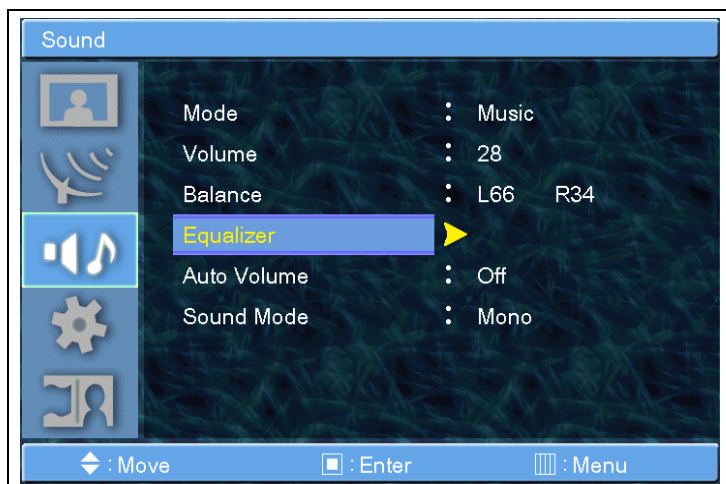 Sound
Mode : Music
Volume : 28
Balance : L66 R34
Equalizer
Auto Volume : Off
Sound Mode : Mono
: Move : Enter : Menu